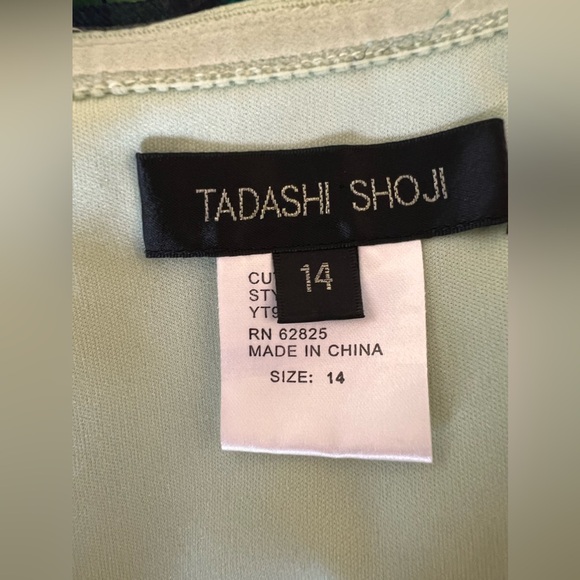 TADASHI SHOJI
14
RN 62825
MADE IN CHINA
SIZE: 14